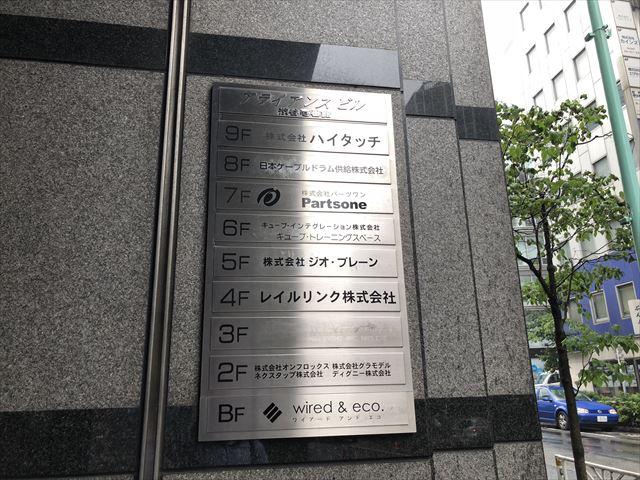 アライアンス ビル
9F 株式会社 ハイタッチ
8F 日本ケーブルドラム供給株式会社
7F 株式会社パーツワン
Partsone
6F キューブ・インテグレーション株式会社
キューブ・トレーニングスペース
5F 株式会社 ジオ・ブレーン
4F レイルリンク株式会社
3F
2F 株式会社オンフロックス 株式会社グラモデル
ネクスタップ株式会社 ディグニー株式会社
BF wired & eco.
ワイアード アンド エコ